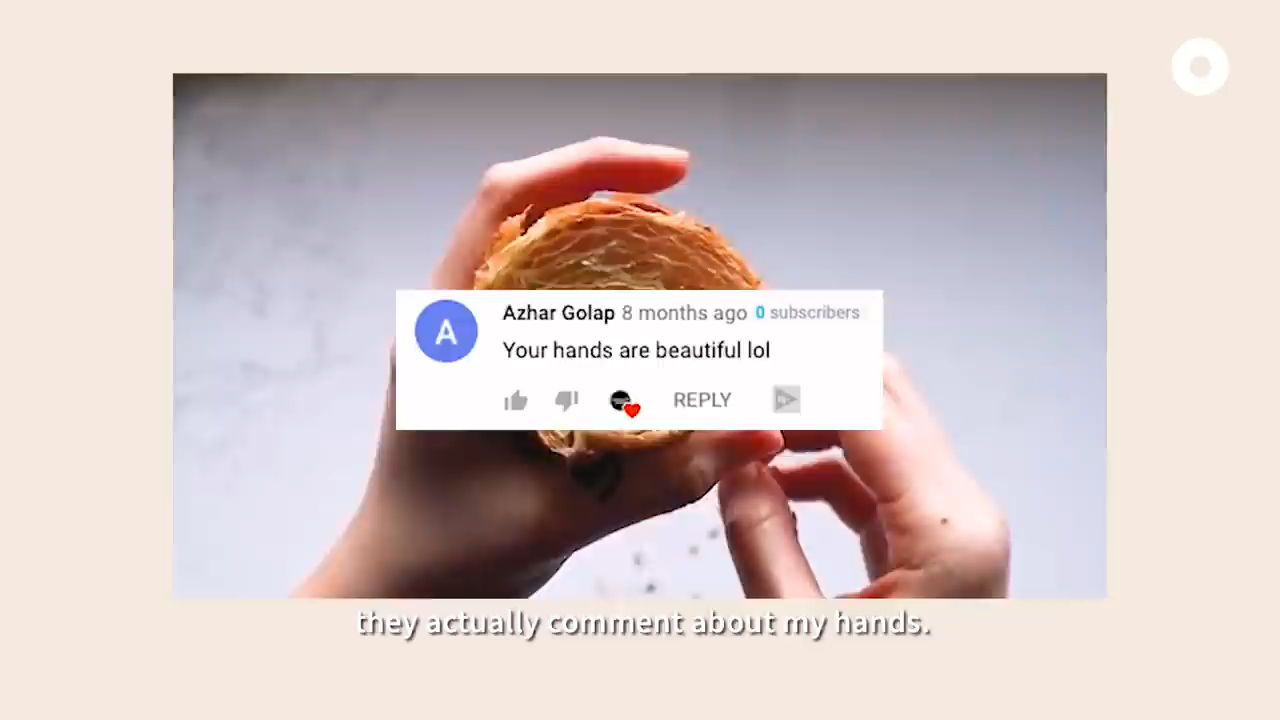 A
Azhar Golap 8 months ago 0 subscribers
Your hands are beautiful lol
REPLY
they actually comment about my hands.